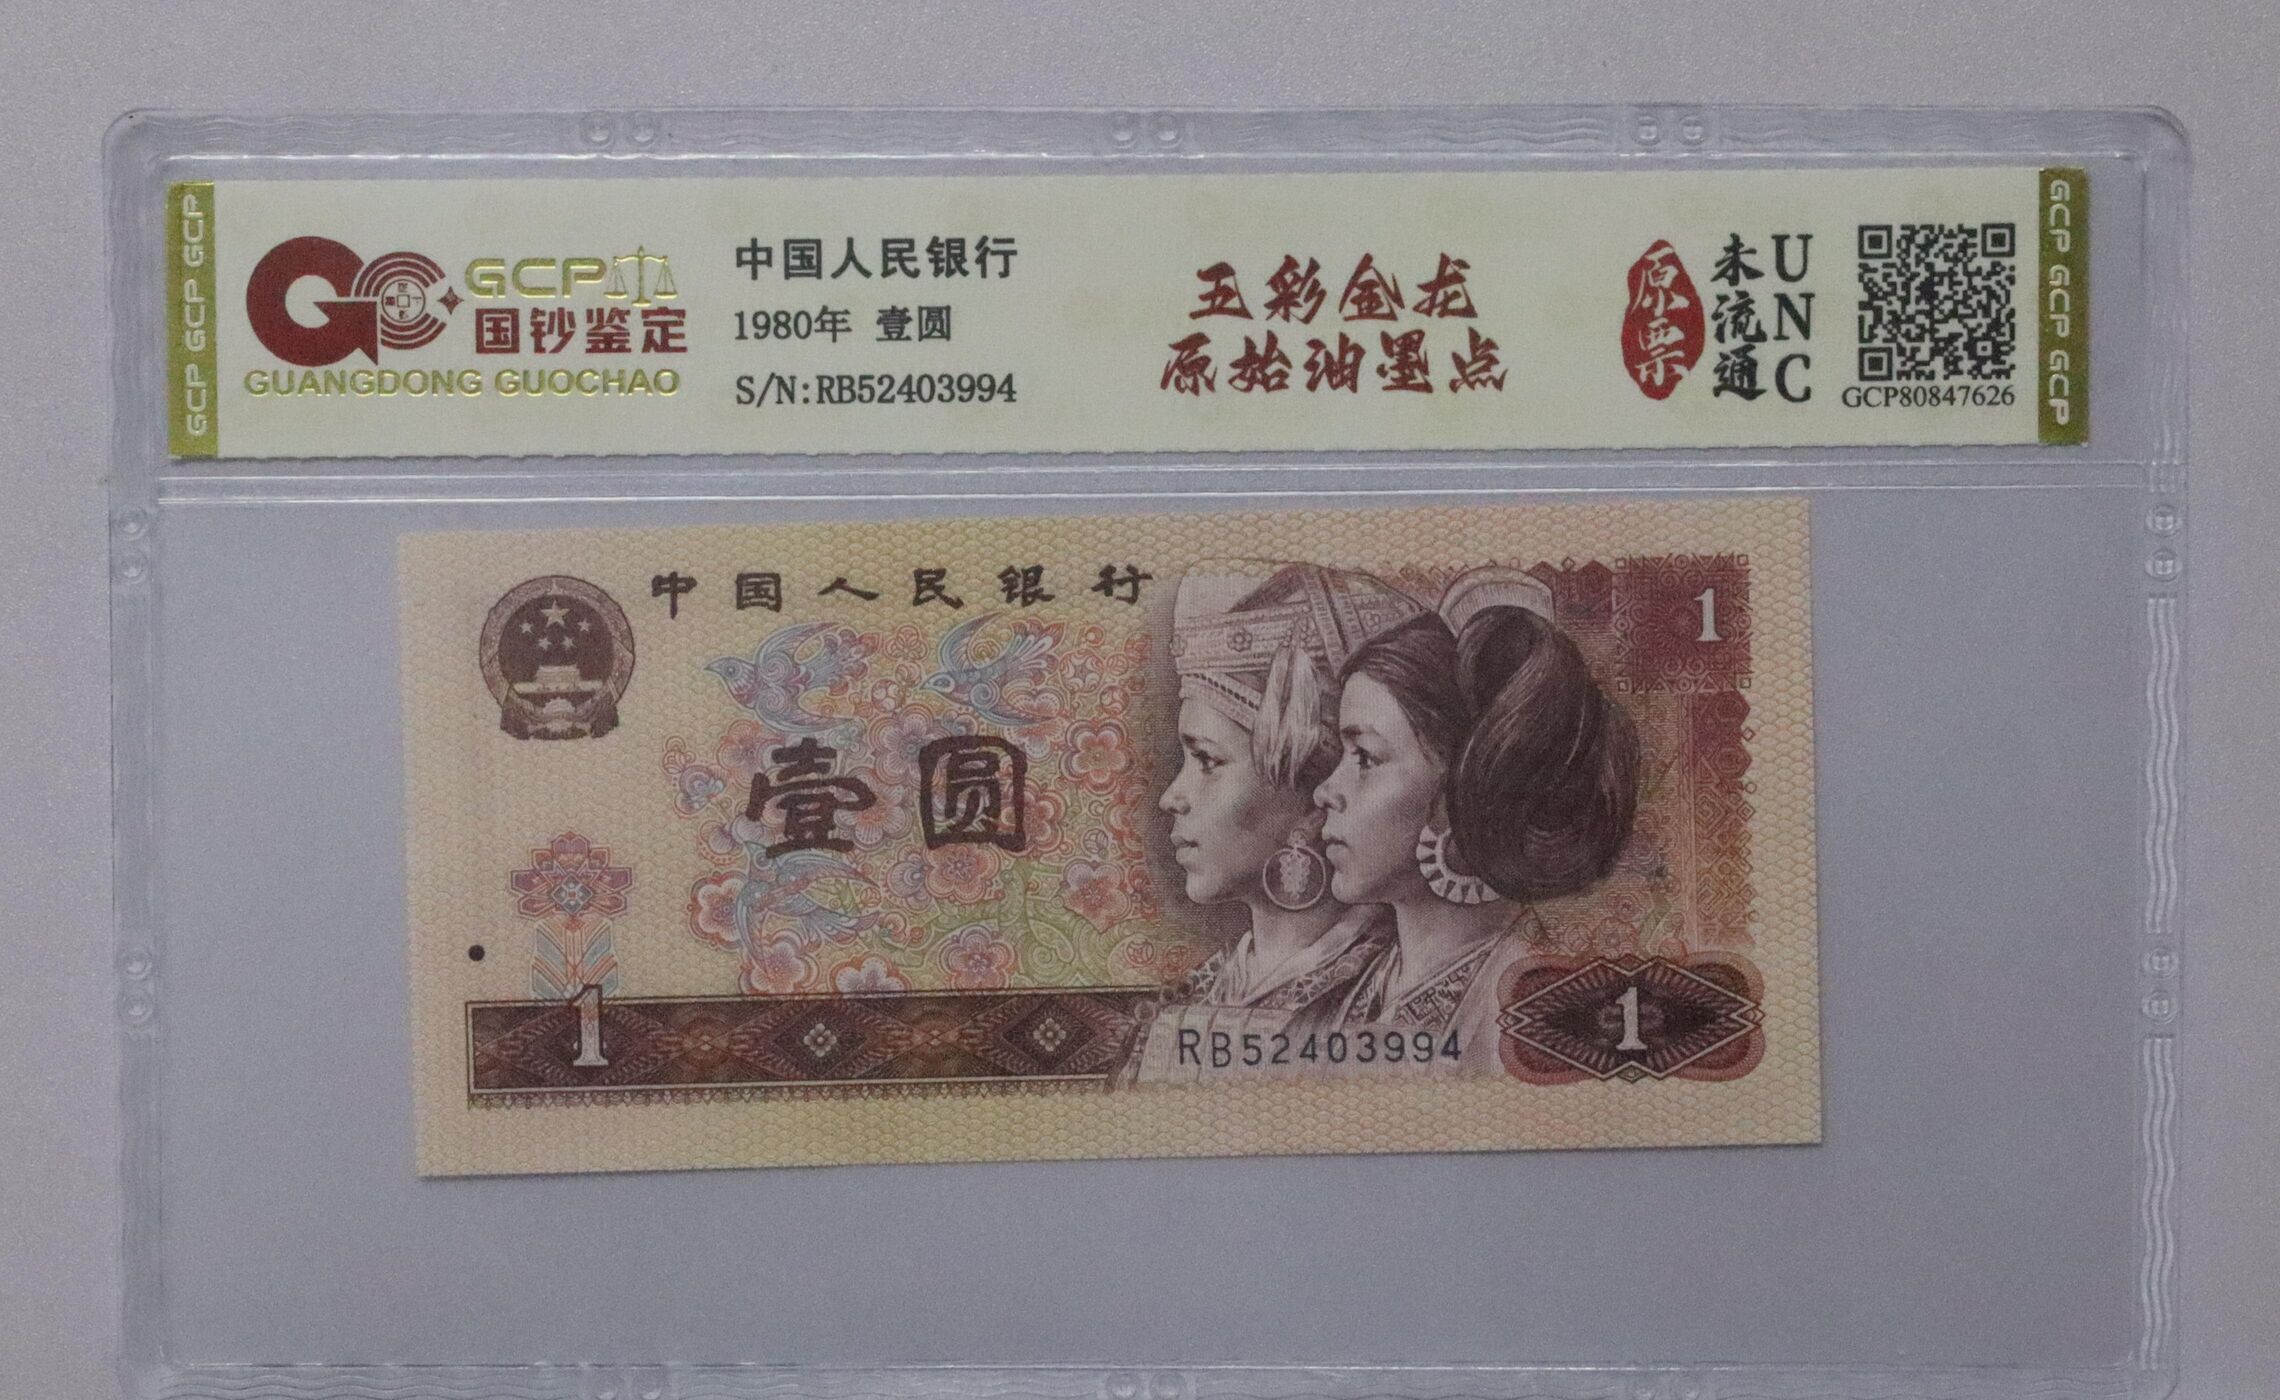 GCP GCP GCP
GCP
国钞鉴定
GUANGDONG GUOCHAO
中国人民银行
1980年 壹圆
S/N:RB52403994
五彩金龙
原始油墨点
原票
未流通
UNC
GCP80847626
GCP GCP GCP
中国人民银行
壹圆
1
1
RB52403994
1